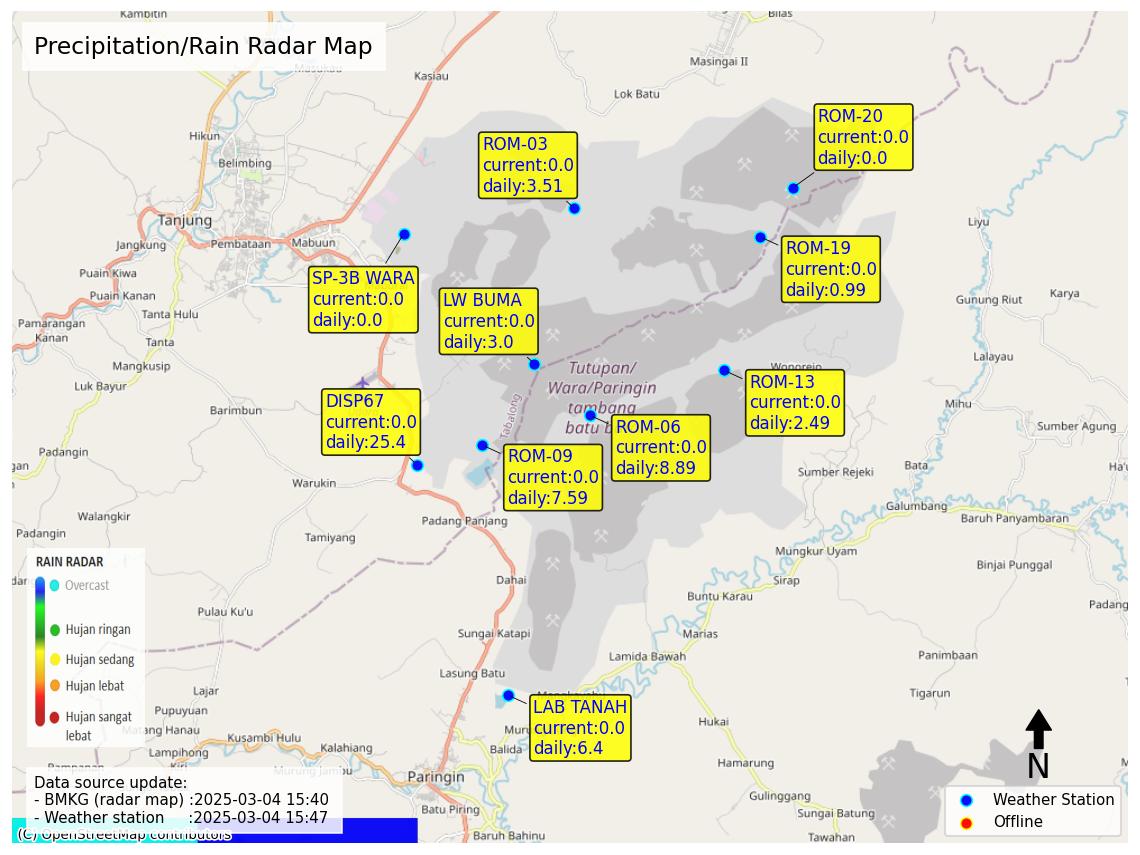 Kambitin
Bilas
Precipitation/Rain Radar Map
Masukau
Kasiau
Masingai II
Lok Batu
Hikun
Belimbing
ROM-03
current:0.0
daily:3.51
ROM-20
current:0.0
daily:0.0
Tanjung
Jangkung
Pembataan
Mabuun
Liyu
ROM-19
current:0.0
daily:0.99
Puain Kiwa
Puain Kanan
SP-3B WARA
current:0.0
daily:0.0
LW BUMA
current:0.0
daily:3.0
Gunung Riut
Karya
Tanta Hulu
Pamarangan
Kanan
Tanta
Mangkusip
Luk Bayur
Lalayau
Wonorejo
Tutupan/
Wara/Paringin
tambang
batu b
Tabalong
ROM-13
current:0.0
daily:2.49
Barimbun
DISP67
current:0.0
daily:25.4
ROM-06
current:0.0
daily:8.89
Mihu
Sumber Agung
Padangin
gan
ROM-09
current:0.0
daily:7.59
Bata
Sumber Rejeki
Warukin
Galumbang
Baruh Panyambaran
Walangkir
Padangin
Padang Panjang
Tamiyang
Mungkur Uyam
Binjai Punggal
RAIN RADAR
Overcast
Hujan ringan
Hujan sedang
Hujan lebat
Hujan sangat
lebat
Dahai
Sirap
Buntu Karau
Padang
Pulau Ku'u
Sungai Katapi
Marias
Lamida Bawah
Panimbaan
Lasung Batu
Tigarun
Lajar
Pupuyuan
Matang Hanau
LAB TANAH
current:0.0
daily:6.4
Hukai
Kusambi Hulu
Kalahiang
Lampihong
Balida
Murung Jambu
Paringin
Hamarung
N
Data source update:
- BMKG (radar map) :2025-03-04 15:40
- Weather station :2025-03-04 15:47
Gulinggang
Weather Station
Offline
Batu Piring
Sungai Batung
Baruh Bahinu
Tawahan
(C) OpenStreetMap contributors